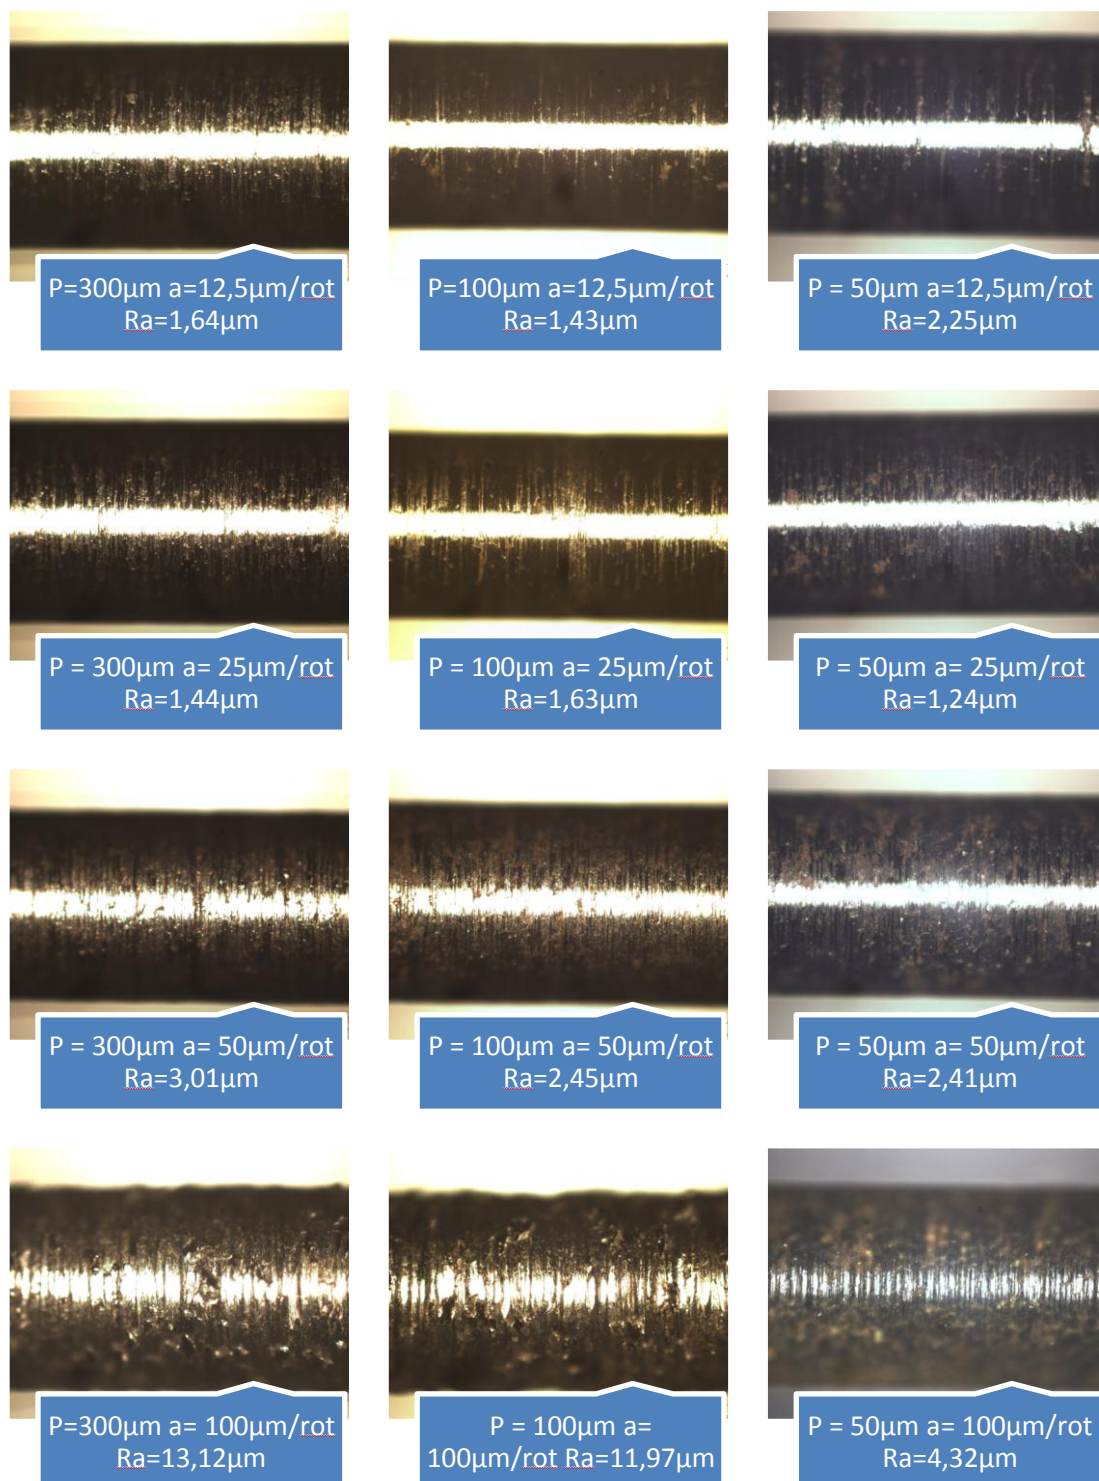 P=300µm a=12,5µm/rot
Ra=1,64µm
P=100µm a=12,5µm/rot
Ra=1,43µm
P = 50µm a=12,5µm/rot
Ra=2,25µm
P = 300µm a= 25µm/rot
Ra=1,44µm
P = 100µm a= 25µm/rot
Ra=1,63µm
P = 50µm a= 25µm/rot
Ra=1,24µm
P = 300µm a= 50µm/rot
Ra=3,01µm
P = 100µm a= 50µm/rot
Ra=2,45µm
P = 50µm a= 50µm/rot
Ra=2,41µm
P=300µm a= 100µm/rot
Ra=13,12µm
P = 100µm a=
100µm/rot Ra=11,97µm
P = 50µm a= 100µm/rot
Ra=4,32µm